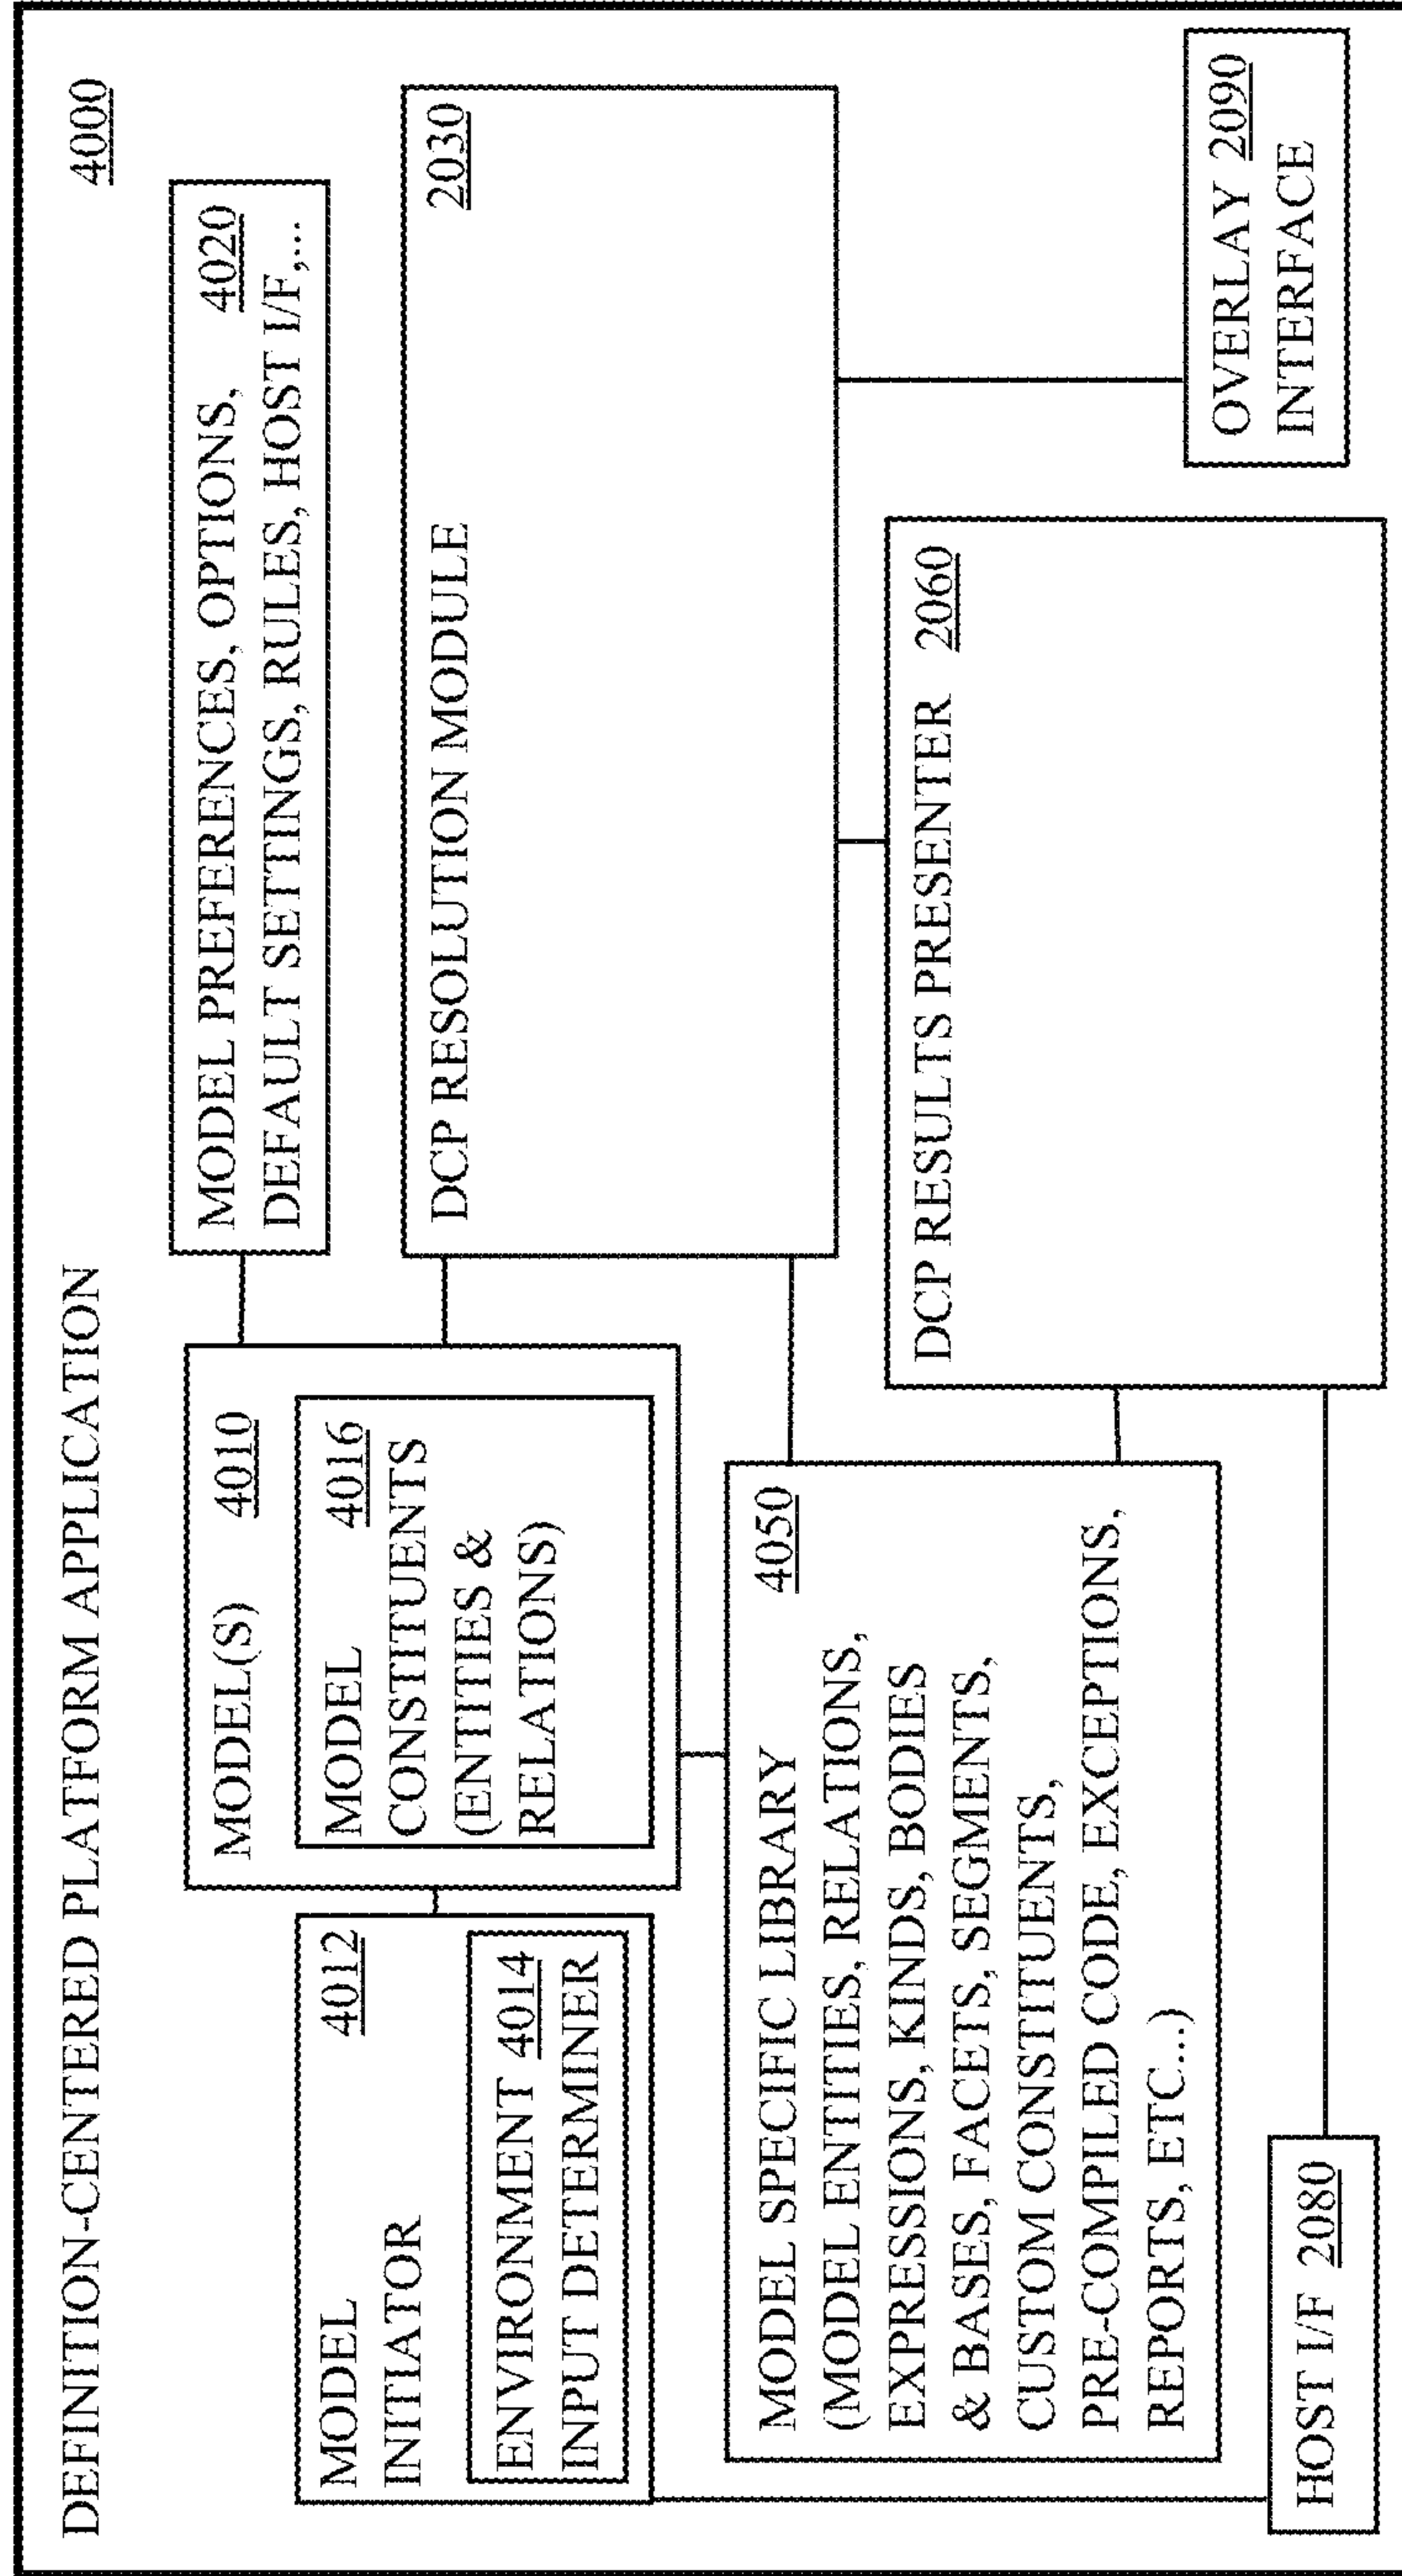 DEFINITION-CENTERED PLATFORM APPLICATION
4000
MODEL PREFERENCES, OPTIONS, 4020
DEFAULT SETTINGS, RULES, HOST I/F,...
MODEL(S) 4010
MODEL 4016
CONSTITUENTS
(ENTITIES &
RELATIONS)
MODEL 4012
INITIATOR
ENVIRONMENT 4014
INPUT DETERMINER
DCP RESOLUTION MODULE 2030
MODEL SPECIFIC LIBRARY 4050
(MODEL ENTITIES, RELATIONS,
EXPRESSIONS, KINDS, BODIES
& BASES, FACETS, SEGMENTS,
CUSTOM CONSTITUENTS,
PRE-COMPILED CODE, EXCEPTIONS,
REPORTS, ETC...)
DCP RESULTS PRESENTER 2060
OVERLAY 2090
INTERFACE
HOST I/F 2080